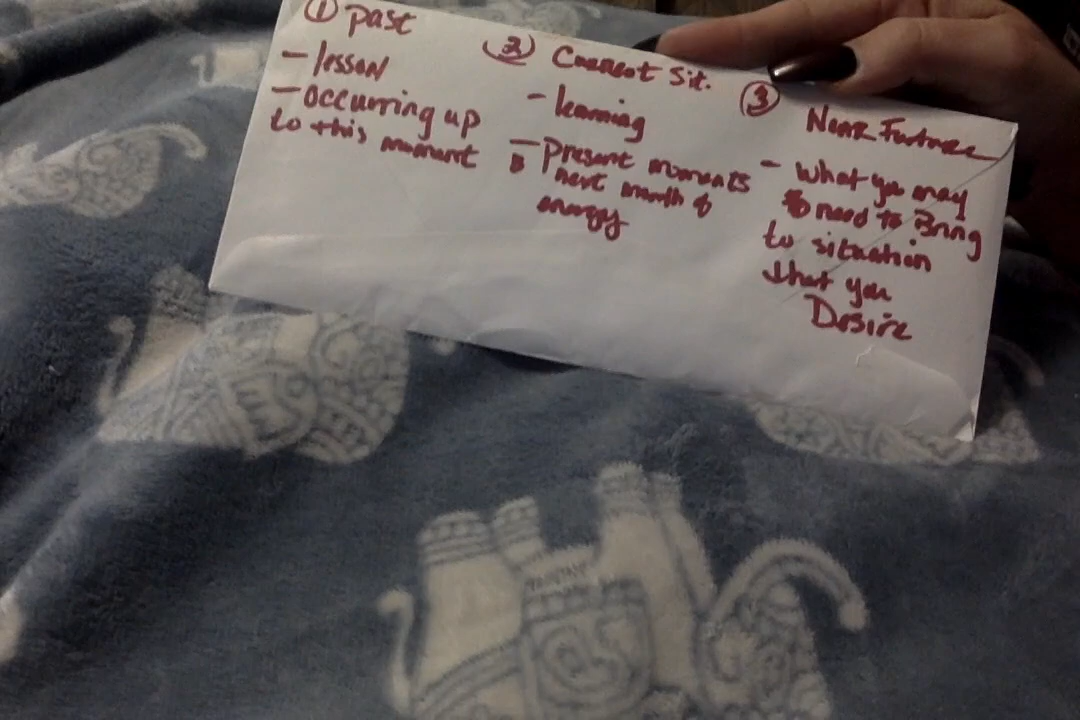 ① past
- lesson
- occurring up
to this moment
② Current Sit.
- learning
- Present moments
next month of
energy
③ Near Future
- What you may
need to Bring
to situation
that you
Desire